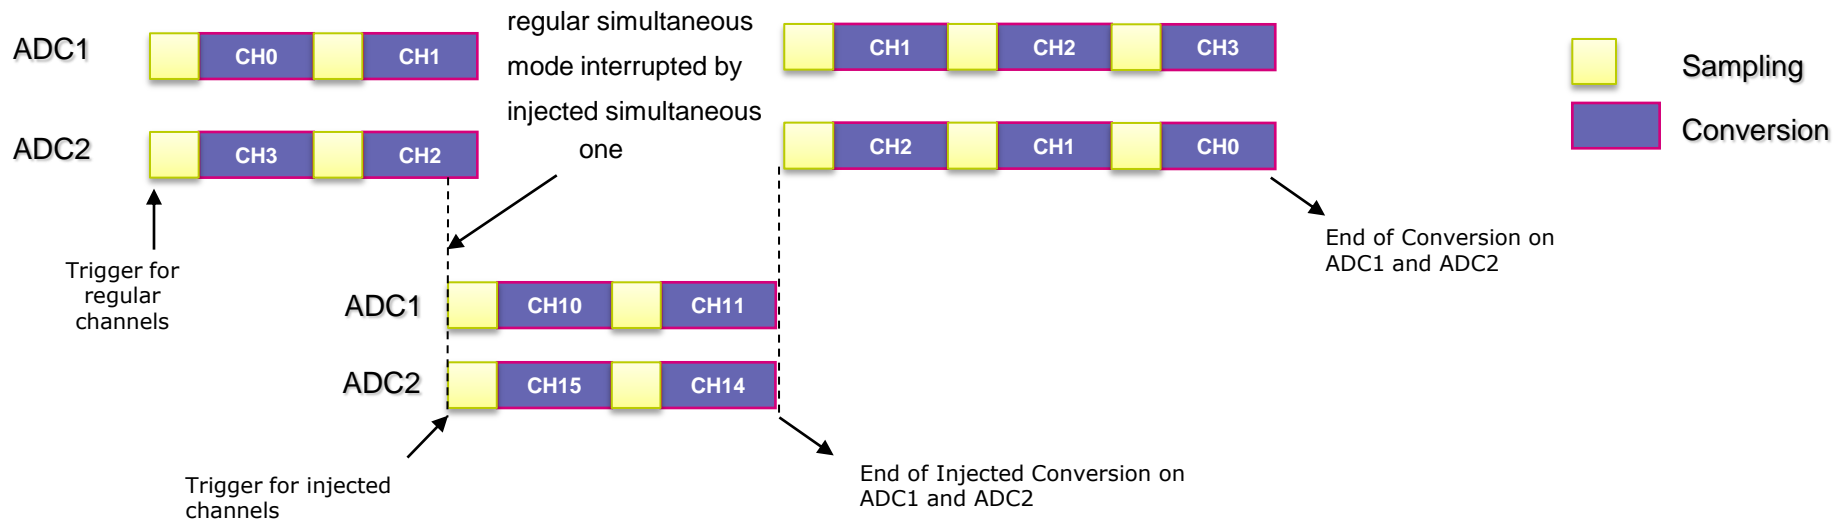 regular simultaneous
mode interrupted by
injected simultaneous
one
ADC1
CH0
CH1
CH1
CH2
CH3
Sampling
ADC2
CH3
CH2
CH2
CH1
CH0
Conversion
Trigger for
regular
channels
End of Conversion on
ADC1 and ADC2
ADC1
CH10
CH11
ADC2
CH15
CH14
Trigger for injected
channels
End of Injected Conversion on
ADC1 and ADC2